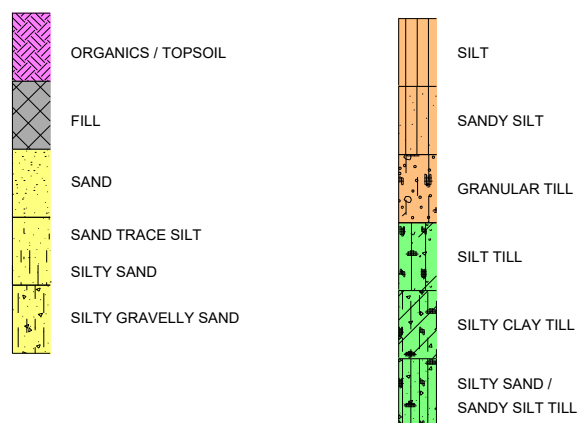 ORGANICS / TOPSOIL
FILL
SAND
SAND TRACE SILT
SILTY SAND
SILTY GRAVELLY SAND
SILT
SANDY SILT
GRANULAR TILL
SILT TILL
SILTY CLAY TILL
SILTY SAND /
SANDY SILT TILL